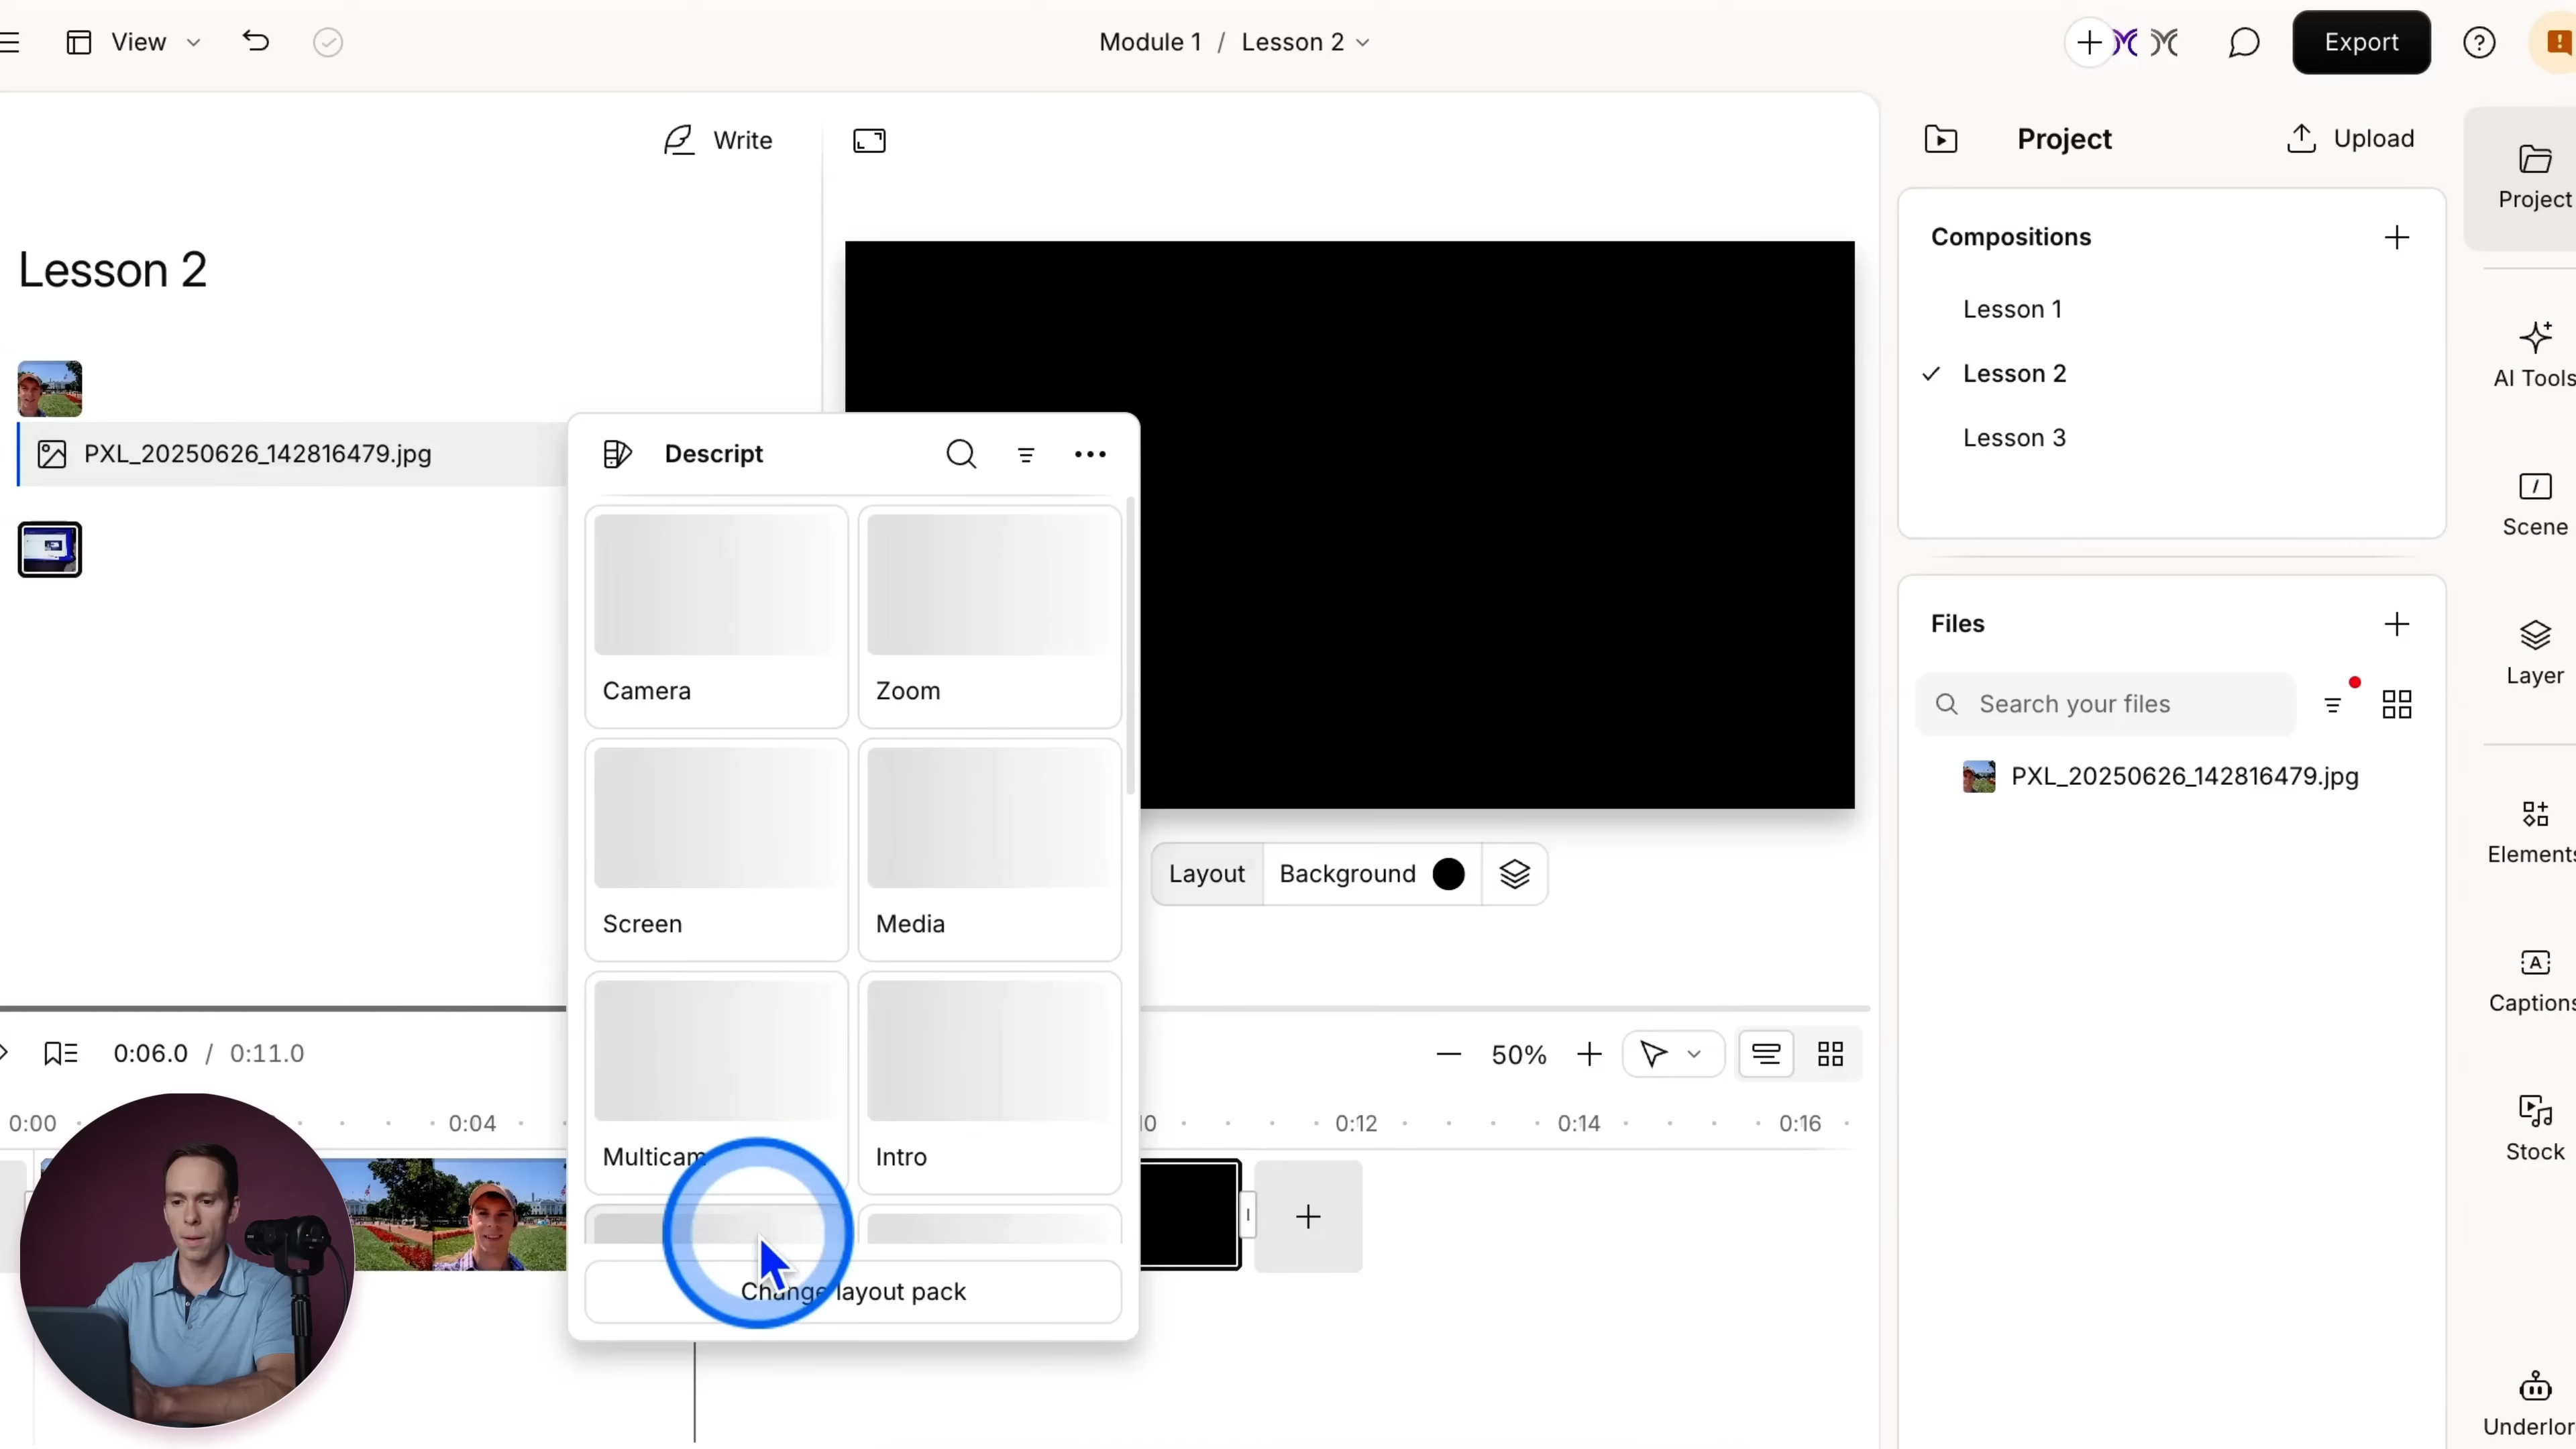 View
Module 1 / Lesson 2
Export
Write
Project
Upload
Project
Lesson 2
Compositions
Lesson 1
Lesson 2
Lesson 3
AI Tools
Scene
PXL_20250626_142816479.jpg
Descript
Camera
Zoom
Screen
Media
Multicam
Intro
Change layout pack
Layout
Background
Files
Search your files
PXL_20250626_142816479.jpg
Layer
Elements
Captions
Stock
0:06.0 / 0:11.0
50%
0:00
0:04
0:12
0:14
0:16